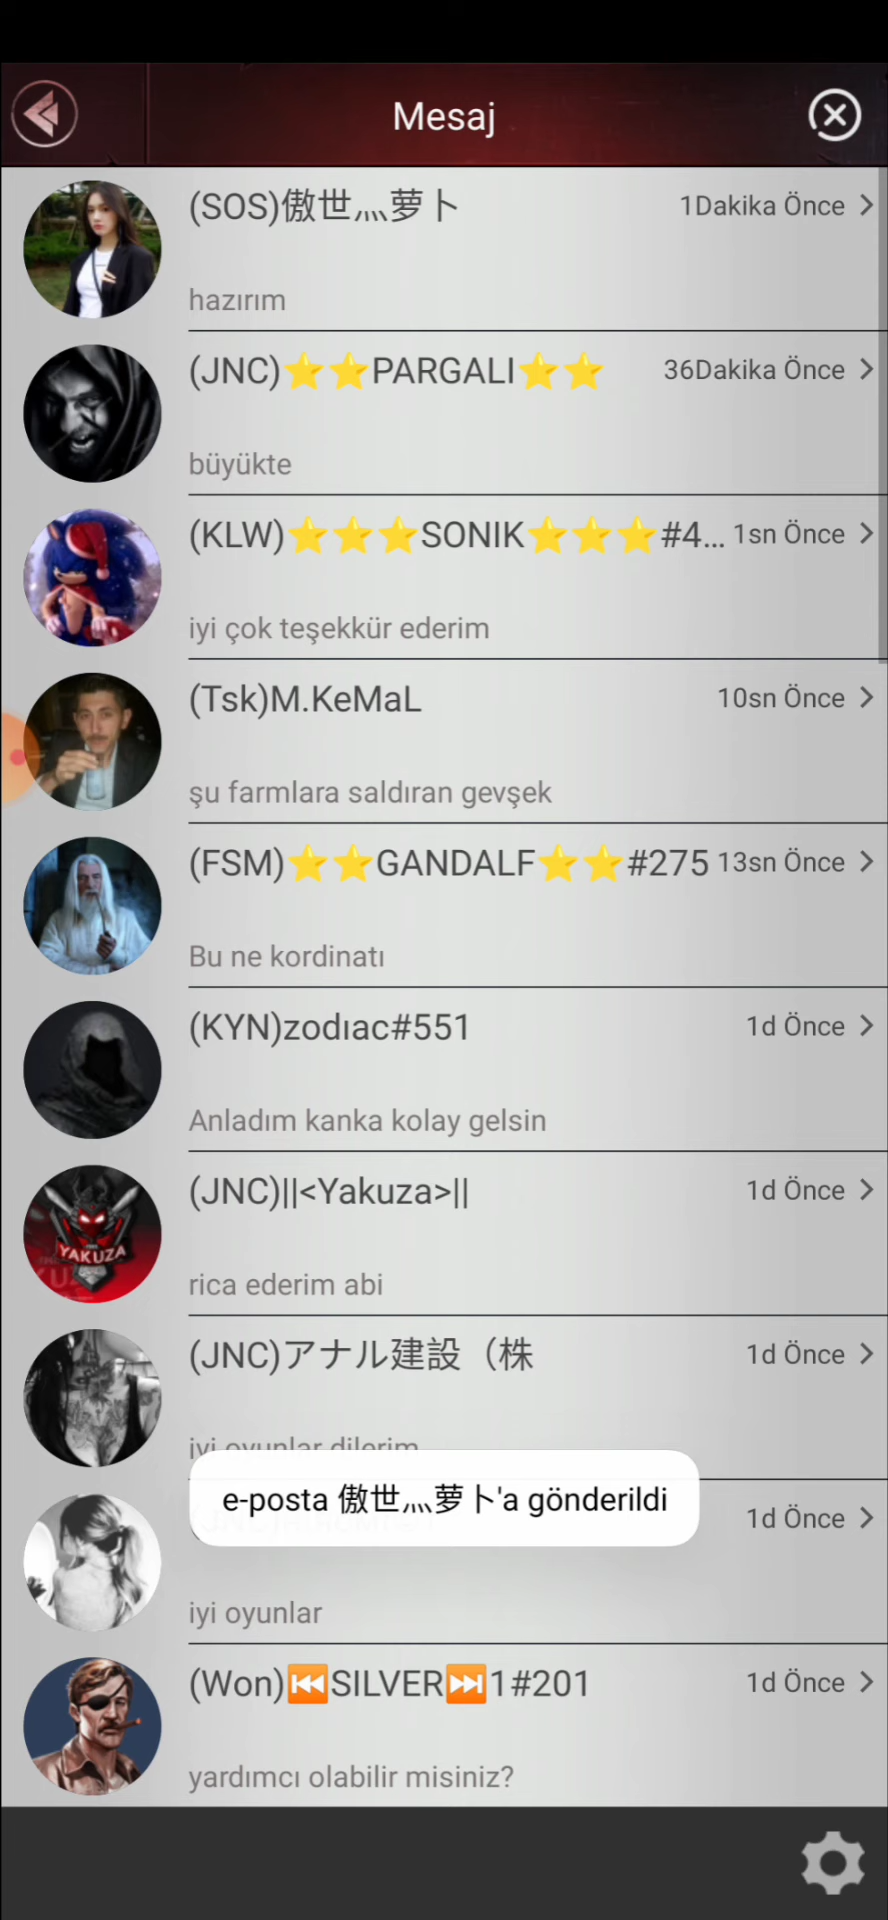 Mesaj
(SOS)傲世灬萝卜
1Dakika Önce
hazırım
(JNC)⭐⭐PARGALI⭐⭐
36Dakika Önce
büyükte
(KLW)⭐⭐⭐SONIK⭐⭐⭐#4...
1sn Önce
iyi çok teşekkür ederim
(Tsk)M.KeMaL
10sn Önce
şu farmlara saldıran gevşek
(FSM)⭐⭐GANDALF⭐⭐#275
13sn Önce
Bu ne kordinatı
(KYN)zodıac#551
1d Önce
Anladım kanka kolay gelsin
(JNC)||<Yakuza>||
1d Önce
YAKUZA
rica ederim abi
(JNC)アナル建設（株
1d Önce
iyi oyunlar dilerim
e-posta 傲世灬萝卜'a gönderildi
1d Önce
iyi oyunlar
(Won)⏮SILVER⏭1#201
1d Önce
yardımcı olabilir misiniz?